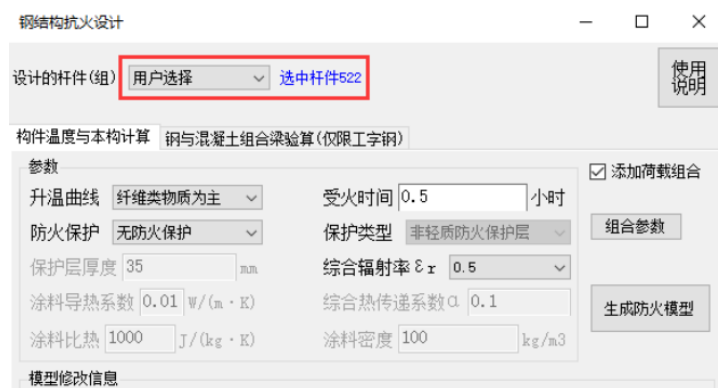 钢结构抗火设计
设计的杆件(组) 用户选择 选中杆件522 使用说明
构件温度与本构计算 钢与混凝土组合梁验算(仅限工字钢)
参数 添加荷载组合
升温曲线 纤维类物质为主 受火时间 0.5 小时
防火保护 无防火保护 保护类型 非轻质防火保护层 组合参数
保护层厚度 35 mm 综合辐射率εr 0.5
涂料导热系数 0.01 W/(m·K) 综合热传递系数α 0.1 生成防火模型
涂料比热 1000 J/(kg·K) 涂料密度 100 kg/m3
模型修改信息